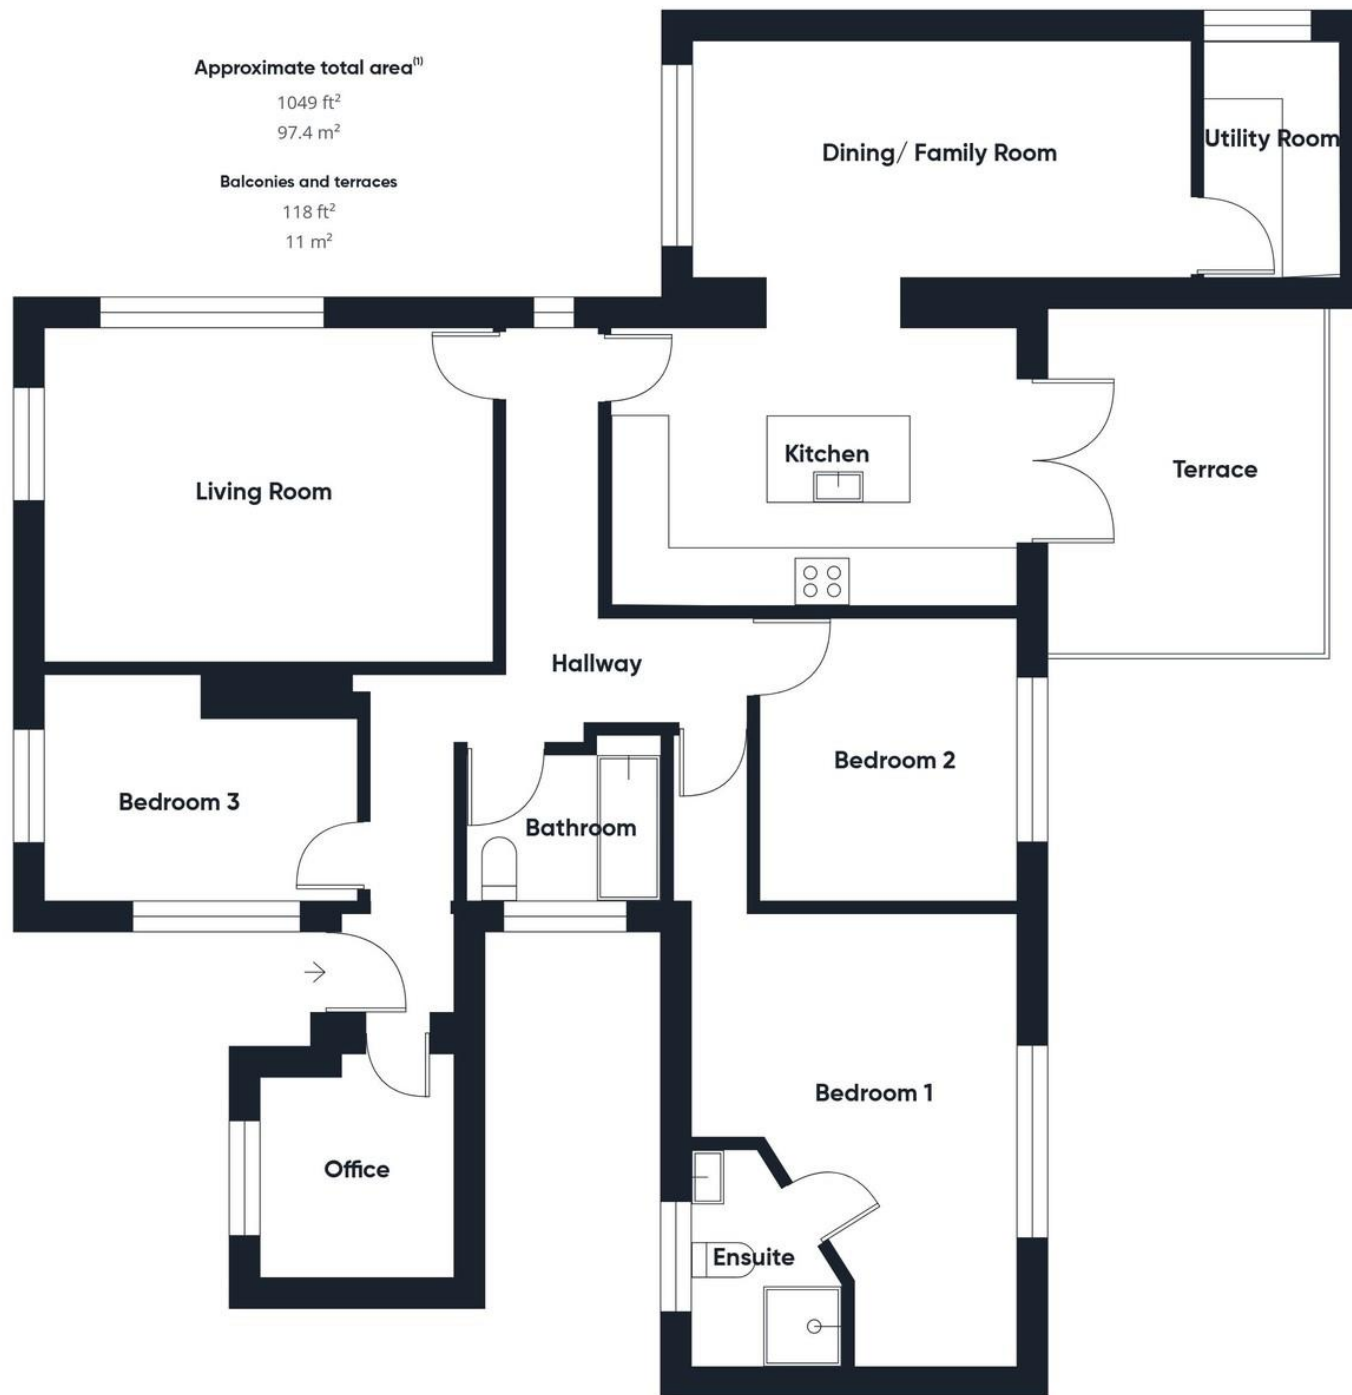 Approximate total area⁽¹⁾
1049 ft²
97.4 m²
Balconies and terraces
118 ft²
11 m²
Dining/ Family Room
Utility Room
Kitchen
Terrace
Living Room
Hallway
Bedroom 2
Bedroom 3
Bathroom
Bedroom 1
Office
Ensuite